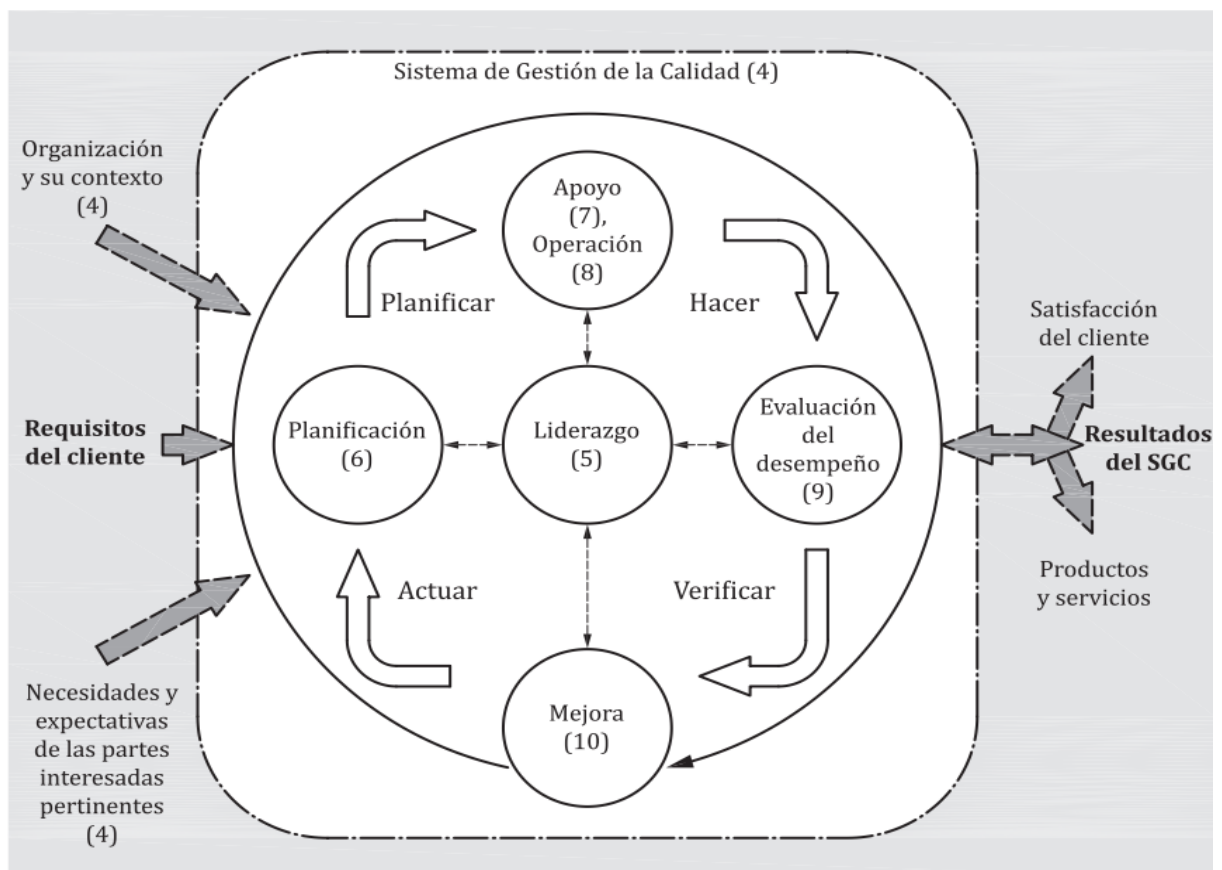 Sistema de Gestión de la Calidad (4)
Organización
y su contexto
(4)
Apoyo
(7),
Operación
(8)
Planificar
Hacer
Satisfacción
del cliente
Requisitos
del cliente
Planificación
(6)
Liderazgo
(5)
Evaluación
del
desempeño
(9)
Resultados
del SGC
Actuar
Verificar
Productos
y servicios
Necesidades y
expectativas
de las partes
interesadas
pertinentes
(4)
Mejora
(10)